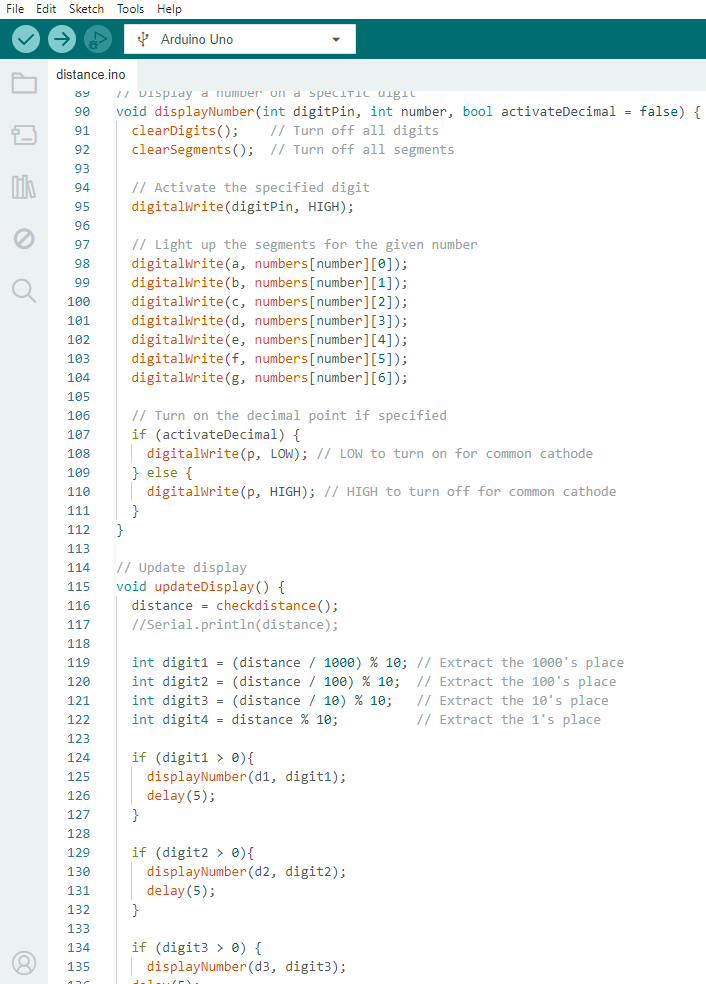 File Edit Sketch Tools Help
Arduino Uno
distance.ino
89 // Display a number on a specific digit
90 void displayNumber(int digitPin, int number, bool activateDecimal = false) {
91   clearDigits();    // Turn off all digits
92   clearSegments();  // Turn off all segments
93
94   // Activate the specified digit
95   digitalWrite(digitPin, HIGH);
96
97   // Light up the segments for the given number
98   digitalWrite(a, numbers[number][0]);
99   digitalWrite(b, numbers[number][1]);
100   digitalWrite(c, numbers[number][2]);
101   digitalWrite(d, numbers[number][3]);
102   digitalWrite(e, numbers[number][4]);
103   digitalWrite(f, numbers[number][5]);
104   digitalWrite(g, numbers[number][6]);
105
106   // Turn on the decimal point if specified
107   if (activateDecimal) {
108     digitalWrite(p, LOW); // LOW to turn on for common cathode
109   } else {
110     digitalWrite(p, HIGH); // HIGH to turn off for common cathode
111   }
112 }
113
114 // Update display
115 void updateDisplay() {
116   distance = checkdistance();
117   //Serial.println(distance);
118
119   int digit1 = (distance / 1000) % 10; // Extract the 1000's place
120   int digit2 = (distance / 100) % 10;  // Extract the 100's place
121   int digit3 = (distance / 10) % 10;   // Extract the 10's place
122   int digit4 = distance % 10;          // Extract the 1's place
123
124   if (digit1 > 0){
125     displayNumber(d1, digit1);
126     delay(5);
127   }
128
129   if (digit2 > 0){
130     displayNumber(d2, digit2);
131     delay(5);
132   }
133
134   if (digit3 > 0) {
135     displayNumber(d3, digit3);
136   delay(5);